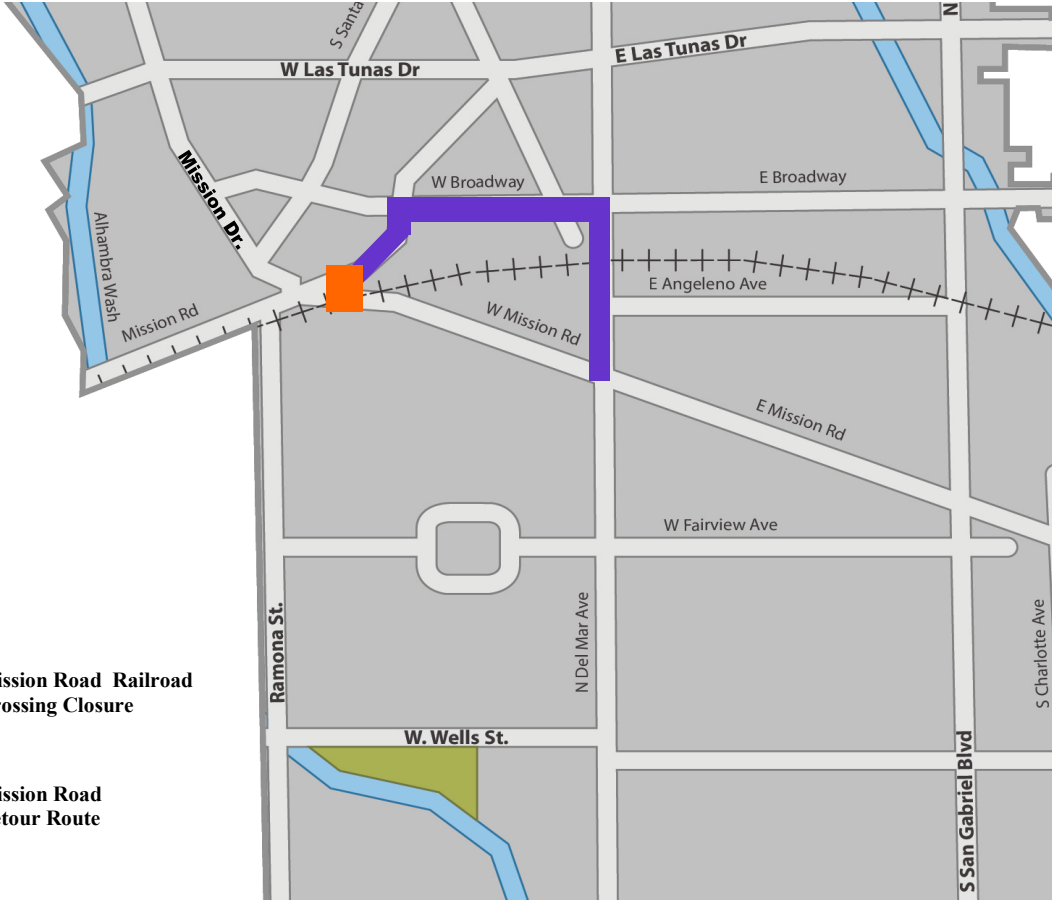 N
S Santa
E Las Tunas Dr
W Las Tunas Dr
Mission Dr.
W Broadway
E Broadway
Alhambra Wash
E Angeleno Ave
Mission Rd
W Mission Rd
E Mission Rd
W Fairview Ave
N Del Mar Ave
Ramona St.
S Charlotte Ave
ission Road Railroad
rossing Closure
W. Wells St.
S San Gabriel Blvd
ission Road
etour Route